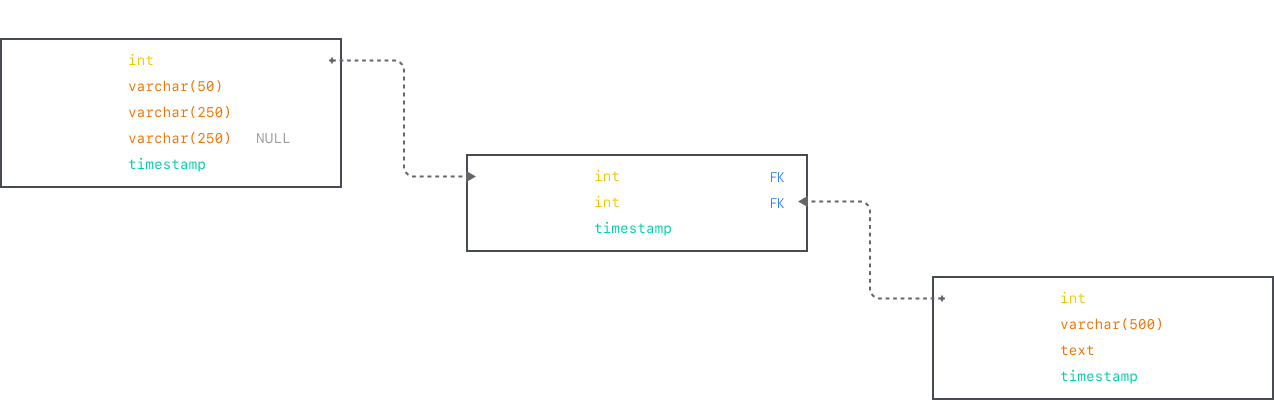 int
varchar(50)
varchar(250)
varchar(250) NULL
timestamp
int FK
int FK
timestamp
int
varchar(500)
text
timestamp